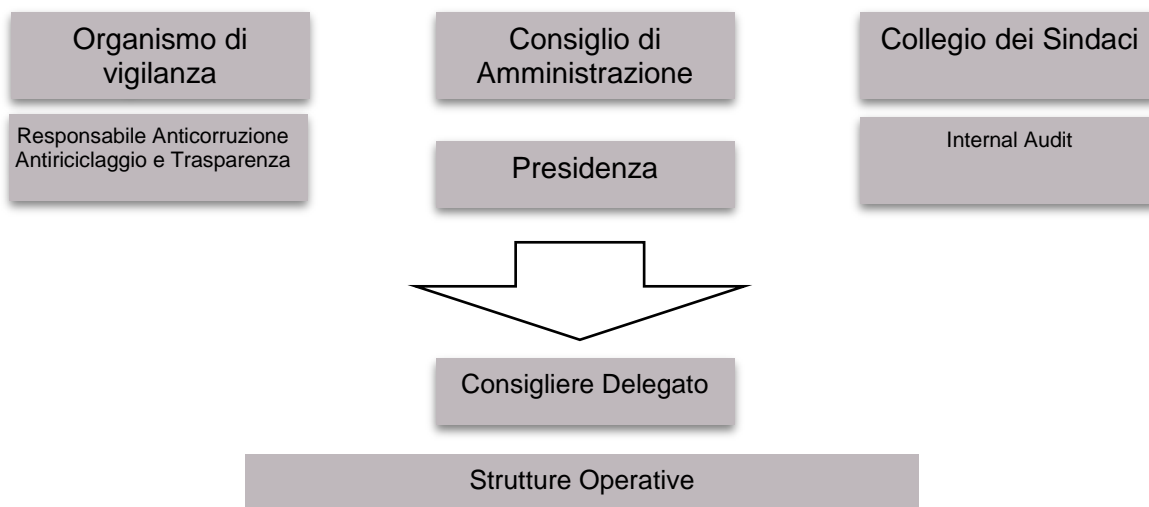 Organismo di
vigilanza
Consiglio di
Amministrazione
Collegio dei Sindaci
Responsabile Anticorruzione
Antiriciclaggio e Trasparenza
Presidenza
Internal Audit
Consigliere Delegato
Strutture Operative